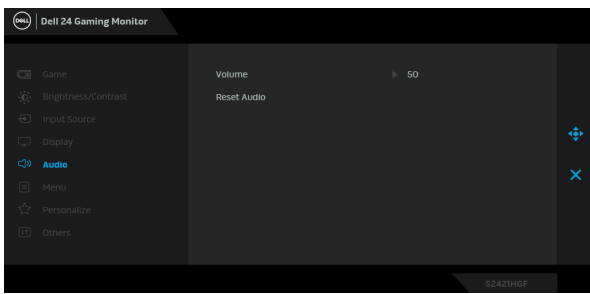 DELL Dell 24 Gaming Monitor
Game
Volume 50
Brightness/Contrast
Reset Audio
Input Source
Display
Audio
Menu
Personalize
Others
S2421HGF